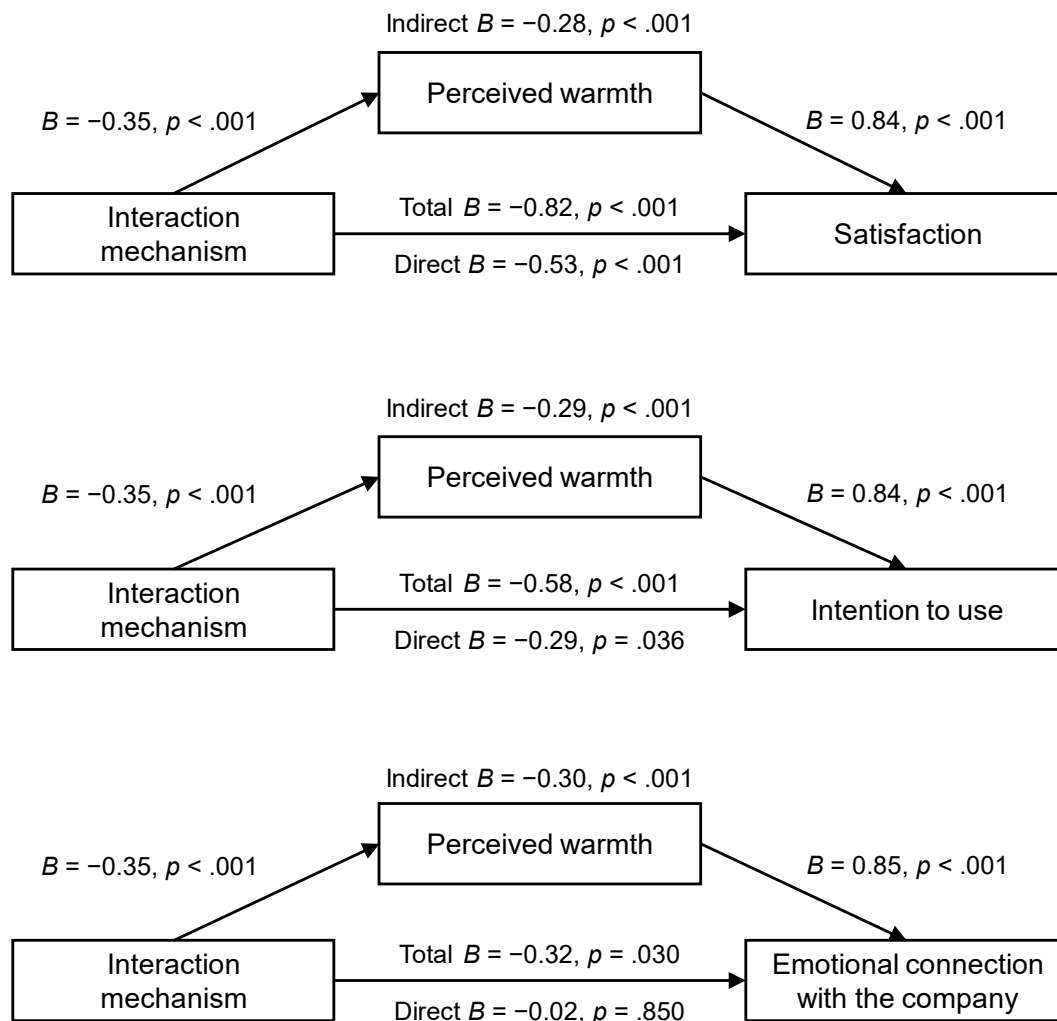 Indirect B = −0.28, p < .001
Perceived warmth
B = −0.35, p < .001
B = 0.84, p < .001
Interaction
mechanism
Total B = −0.82, p < .001
Direct B = −0.53, p < .001
Satisfaction
Indirect B = −0.29, p < .001
Perceived warmth
B = −0.35, p < .001
B = 0.84, p < .001
Interaction
mechanism
Total B = −0.58, p < .001
Direct B = −0.29, p = .036
Intention to use
Indirect B = −0.30, p < .001
Perceived warmth
B = −0.35, p < .001
B = 0.85, p < .001
Interaction
mechanism
Total B = −0.32, p = .030
Direct B = −0.02, p = .850
Emotional connection
with the company